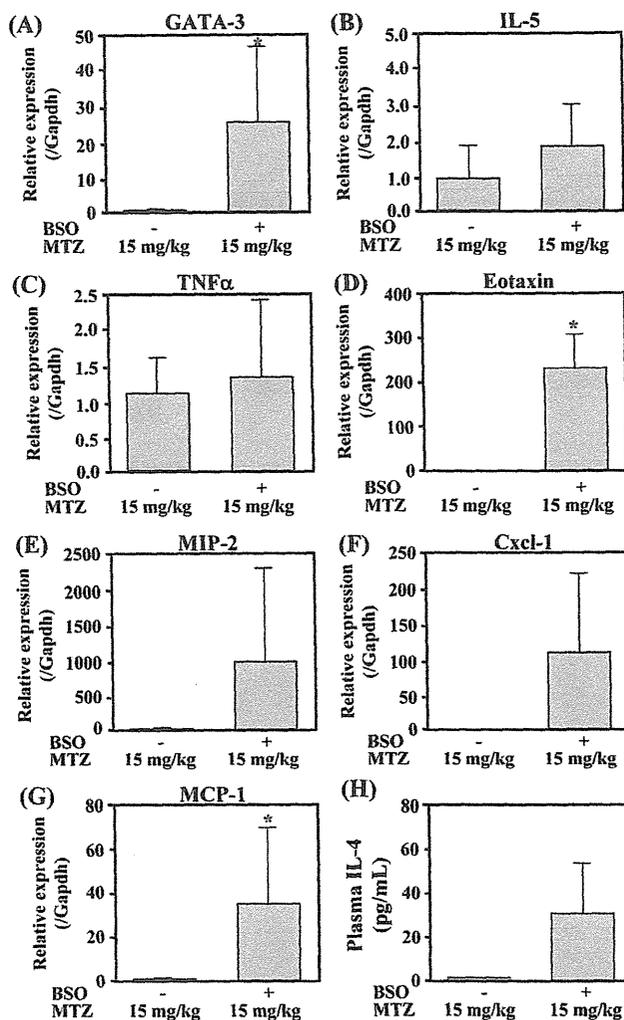 (A) GATA-3
Relative expression
(/Gapdh)
50
40
30
20
10
0
*
BSO - +
MTZ 15 mg/kg 15 mg/kg
(B) IL-5
Relative expression
(/Gapdh)
5.0
4.0
3.0
2.0
1.0
0.0
BSO - +
MTZ 15 mg/kg 15 mg/kg
(C) TNFα
Relative expression
(/Gapdh)
2.5
2.0
1.5
1.0
0.5
0.0
BSO - +
MTZ 15 mg/kg 15 mg/kg
(D) Eotaxin
Relative expression
(/Gapdh)
400
300
200
100
0
*
BSO - +
MTZ 15 mg/kg 15 mg/kg
(E) MIP-2
Relative expression
(/Gapdh)
2500
2000
1500
1000
500
0
BSO - +
MTZ 15 mg/kg 15 mg/kg
(F) Cxcl-1
Relative expression
(/Gapdh)
250
200
150
100
50
0
BSO - +
MTZ 15 mg/kg 15 mg/kg
(G) MCP-1
Relative expression
(/Gapdh)
80
60
40
20
0
*
BSO - +
MTZ 15 mg/kg 15 mg/kg
(H)
Plasma IL-4
(pg/mL)
80
60
40
20
0
BSO - +
MTZ 15 mg/kg 15 mg/kg